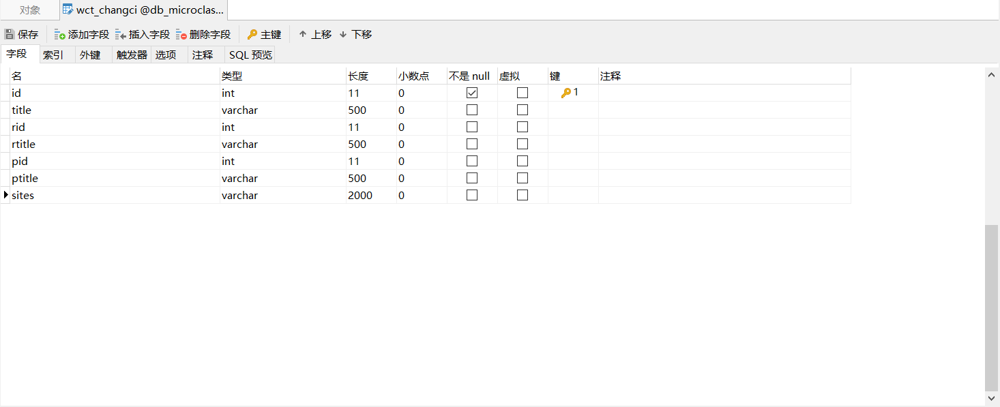 对象 wct_changci @db_microclas...
保存 添加字段 插入字段 删除字段 主键 上移 下移
字段 索引 外键 触发器 选项 注释 SQL 预览
名 类型 长度 小数点 不是 null 虚拟 键 注释
id int 11 0 1
title varchar 500 0
rid int 11 0
rtitle varchar 500 0
pid int 11 0
ptitle varchar 500 0
sites varchar 2000 0